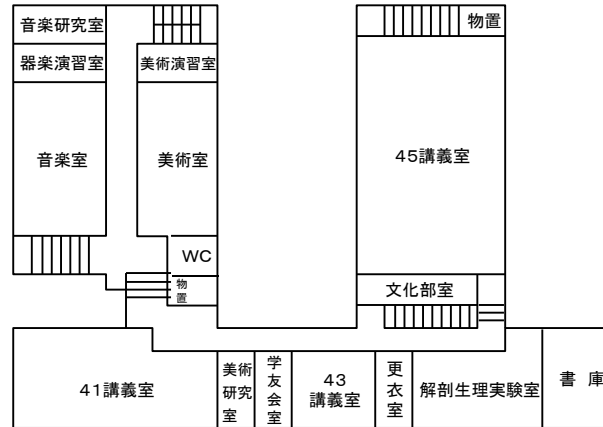 音楽研究室
物置
器楽演習室
美術演習室
音楽室
美術室
45講義室
WC
物
置
文化部室
41講義室
美術
研究
室
学
友
会
室
43
講義室
更
衣
室
解剖生理実験室
書 庫